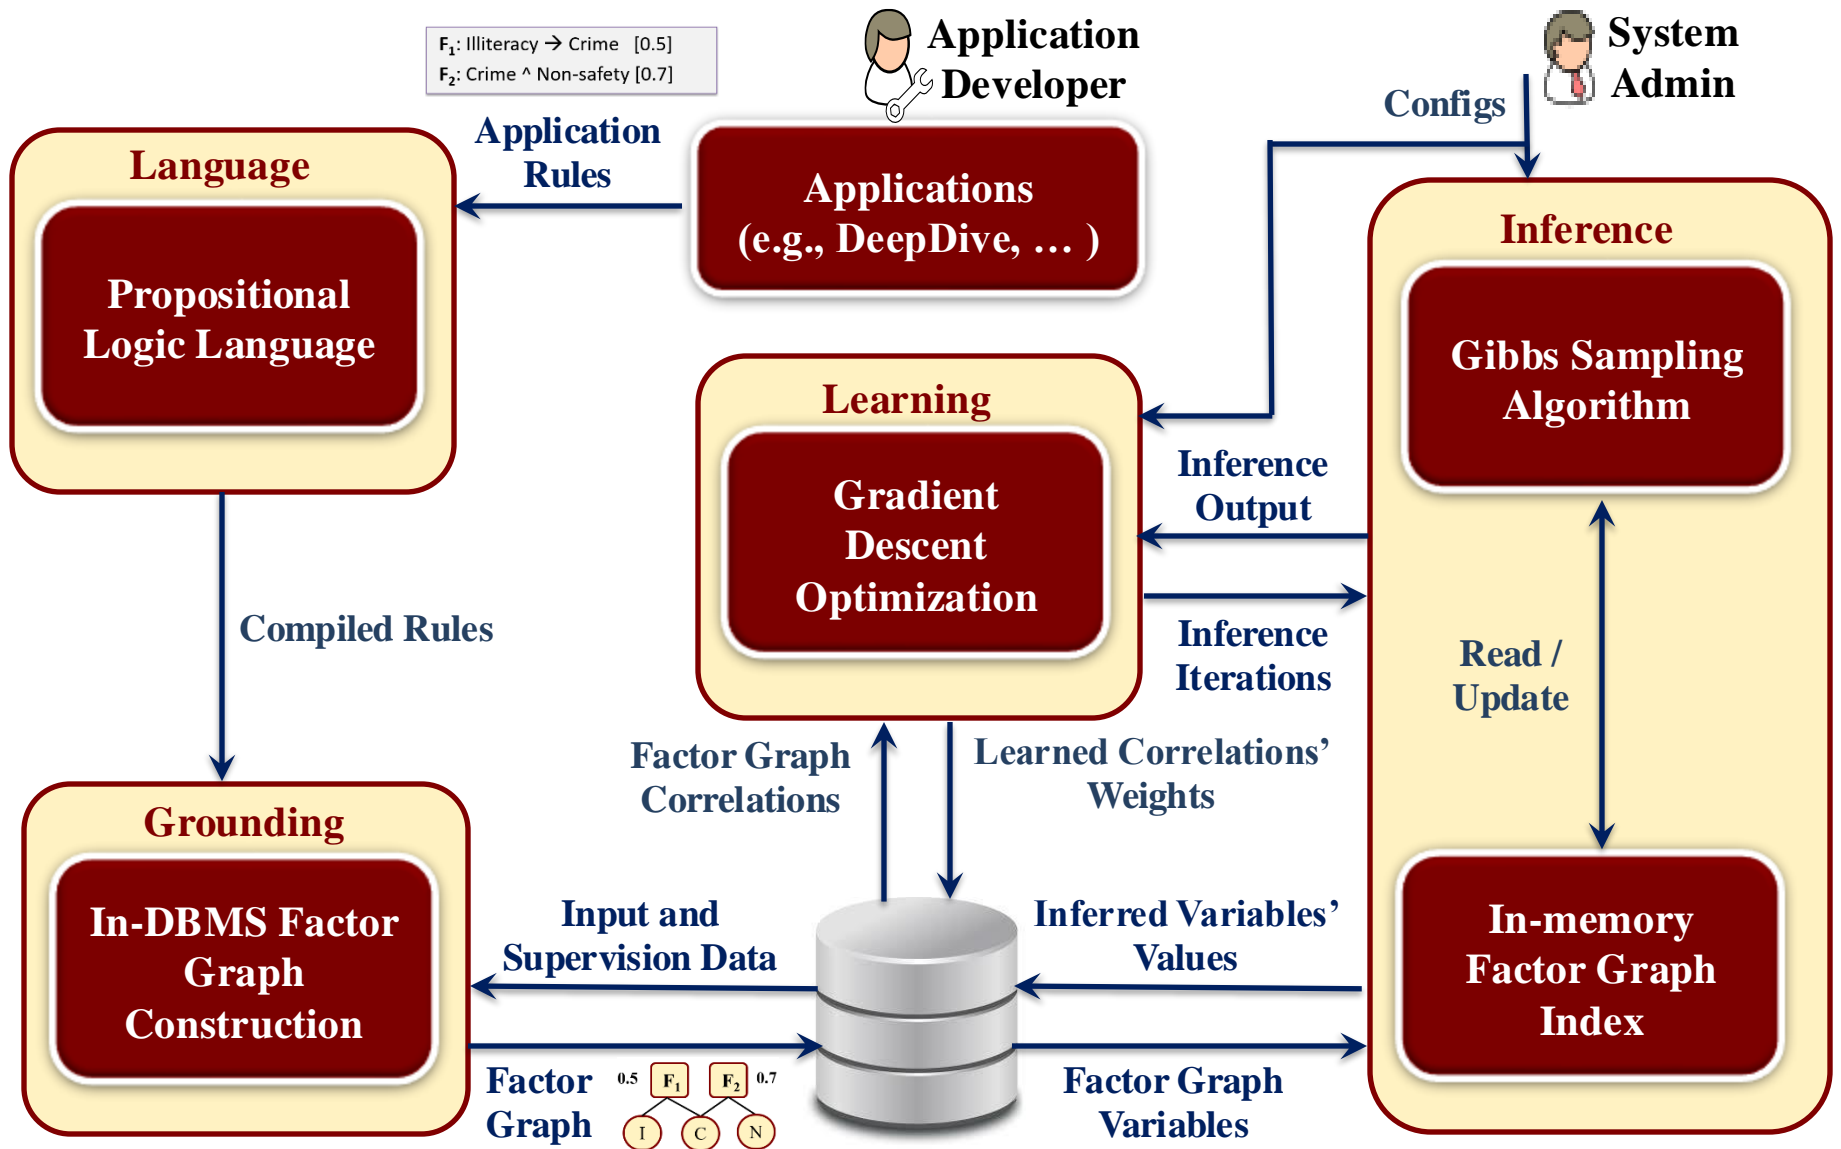 F1: Illiteracy → Crime [0.5]
F2: Crime ^ Non-safety [0.7]
Application
Developer
System
Admin
Configs
Application
Rules
Language
Propositional
Logic Language
Applications
(e.g., DeepDive, … )
Inference
Gibbs Sampling
Algorithm
Learning
Gradient
Descent
Optimization
Inference
Output
Inference
Iterations
Compiled Rules
Read /
Update
Factor Graph
Correlations
Learned Correlations’
Weights
Grounding
In-DBMS Factor
Graph
Construction
Input and
Supervision Data
Inferred Variables’
Values
In-memory
Factor Graph
Index
Factor
Graph
0.5 F1 F2 0.7
I C N
Factor Graph
Variables